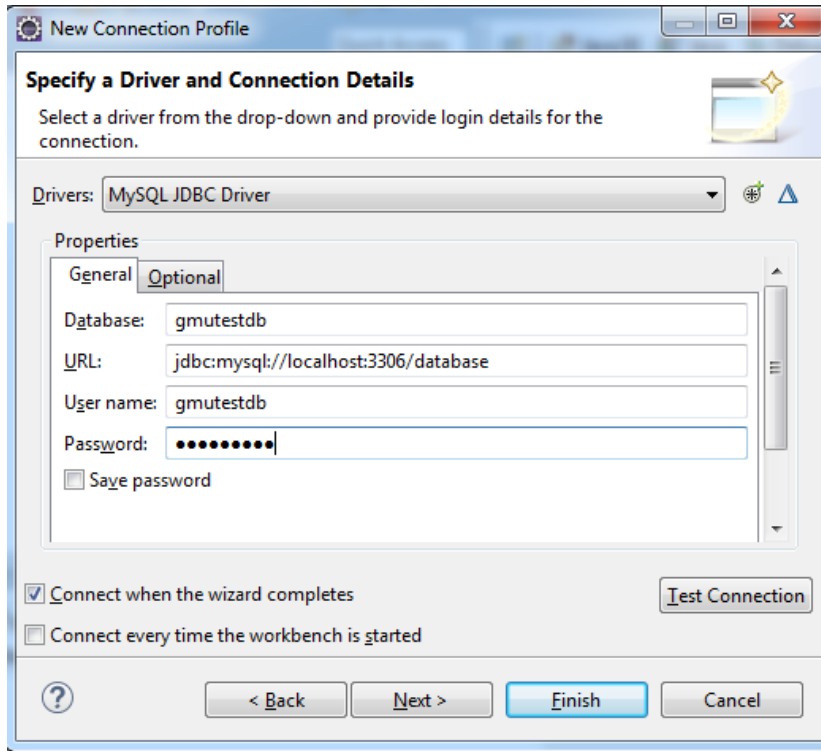 New Connection Profile
Specify a Driver and Connection Details
Select a driver from the drop-down and provide login details for the
connection.
Drivers: MySQL JDBC Driver
Properties
General Optional
Database: gmutestdb
URL: jdbc:mysql://localhost:3306/database
User name: gmutestdb
Password: ●●●●●●●●●
Save password
Connect when the wizard completes
Test Connection
Connect every time the workbench is started
? < Back Next > Finish Cancel